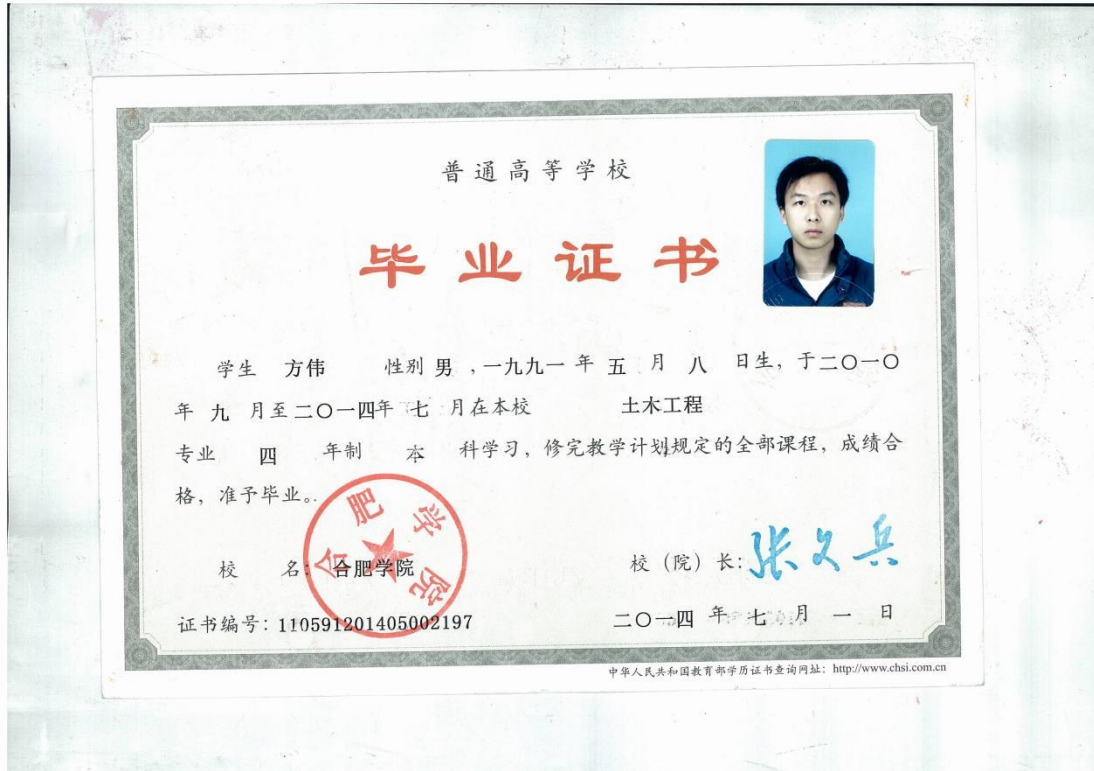 普通高等学校
毕业证书
学生 方伟 性别 男 ，一九九一 年 五 月 八 日生，于二〇一〇
年 九 月至二〇一四年 七 月在本校 土木工程
专业 四 年制 本 科学习，修完教学计划规定的全部课程，成绩合
格，准予毕业。
合肥学院
校 名：合肥学院 校（院）长：张文兵
证书编号：110591201405002197 二〇一四 年 七 月 一 日
中华人民共和国教育部学历证书查询网址：http://www.chsi.com.cn